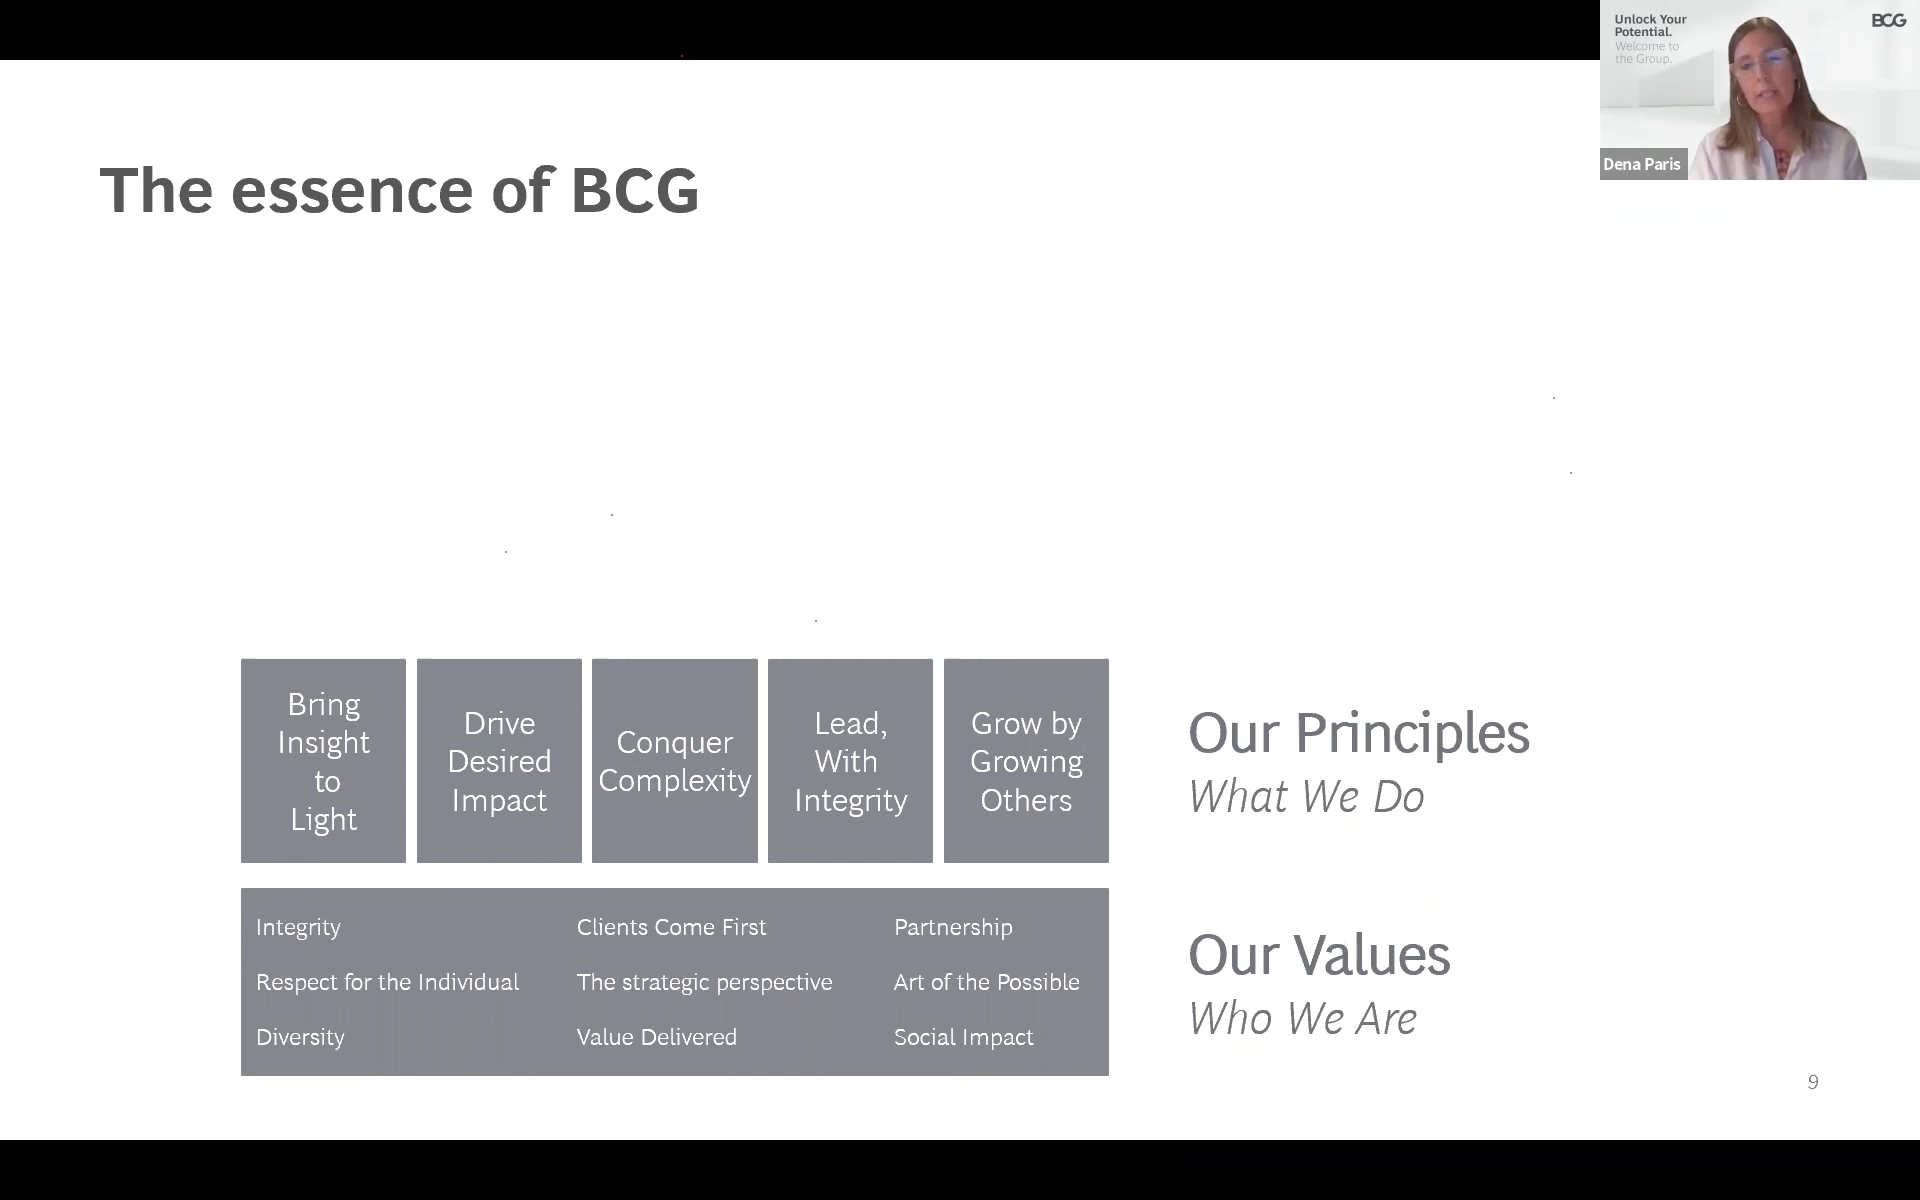 Unlock Your
Potential.
Welcome to
the Group.
BCG
Dena Paris
The essence of BCG
Bring
Insight
to
Light
Drive
Desired
Impact
Conquer
Complexity
Lead,
With
Integrity
Grow by
Growing
Others
Our Principles
What We Do
Integrity
Clients Come First
Partnership
Respect for the Individual
The strategic perspective
Art of the Possible
Diversity
Value Delivered
Social Impact
Our Values
Who We Are
9